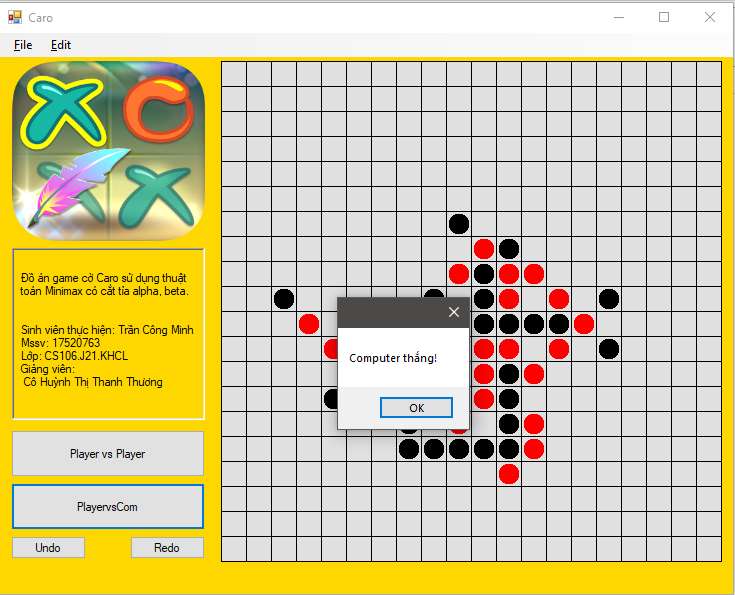 Caro
File Edit
Đồ án game cờ Caro sử dụng thuật
toán Minimax có cắt tỉa alpha, beta.
Sinh viên thực hiện: Trần Công Minh
Mssv: 17520763
Lớp: CS106.J21.KHCL
Giảng viên:
Cô Huỳnh Thị Thanh Thương
Player vs Player
PlayervsCom
Undo Redo
Computer thắng!
OK